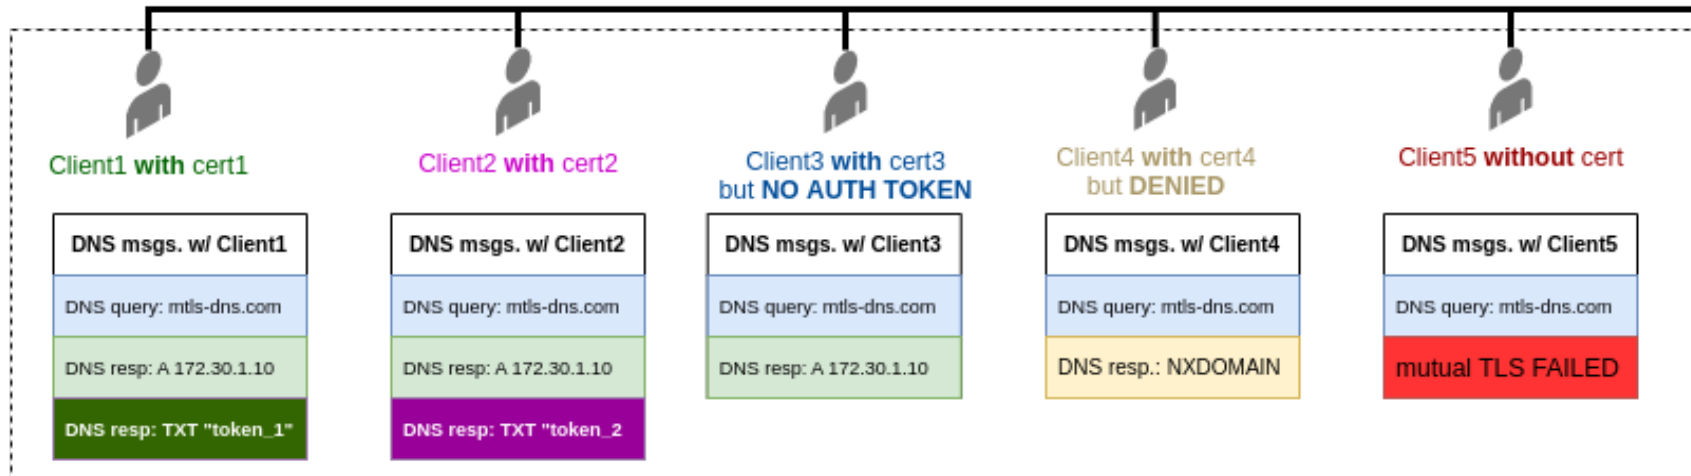 Client1 with cert1
Client2 with cert2
Client3 with cert3
but NO AUTH TOKEN
Client4 with cert4
but DENIED
Client5 without cert
DNS msgs. w/ Client1
DNS query: mtls-dns.com
DNS resp: A 172.30.1.10
DNS resp: TXT "token_1"
DNS msgs. w/ Client2
DNS query: mtls-dns.com
DNS resp: A 172.30.1.10
DNS resp: TXT "token_2
DNS msgs. w/ Client3
DNS query: mtls-dns.com
DNS resp: A 172.30.1.10
DNS msgs. w/ Client4
DNS query: mtls-dns.com
DNS resp.: NXDOMAIN
DNS msgs. w/ Client5
DNS query: mtls-dns.com
mutual TLS FAILED